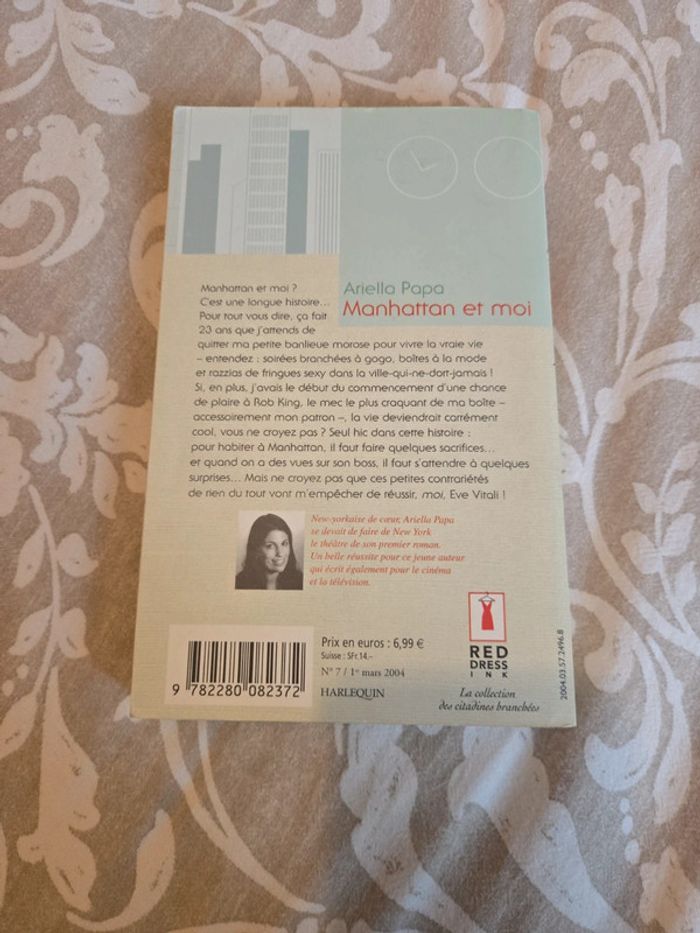 Ariella Papa
Manhattan et moi
Manhattan et moi ?
C'est une longue histoire...
Pour tout vous dire, ça fait
23 ans que j'attends de
quitter ma petite banlieue morose pour vivre la vraie vie
– entendez : soirées branchées à gogo, boîtes à la mode
et razzias de fringues sexy dans la ville-qui-ne-dort-jamais !
Si, en plus, j'avais le début du commencement d'une chance
de plaire à Rob King, le mec le plus craquant de ma boîte –
accessoirement mon patron –, la vie deviendrait carrément
cool, vous ne croyez pas ? Seul hic dans cette histoire :
pour habiter à Manhattan, il faut faire quelques sacrifices...
et quand on a des vues sur son boss, il faut s'attendre à quelques
surprises... Mais ne croyez pas que ces petites contrariétés
de rien du tout vont m'empêcher de réussir, moi, Eve Vitali !
New-yorkaise de cœur, Ariella Papa
se devait de faire de New York
le théâtre de son premier roman.
Un belle réussite pour ce jeune auteur
qui écrit également pour le cinéma
et la télévision.
9 782280 082372
Prix en euros : 6,99 €
Suisse : SFr.14.–
N° 7 / 1er mars 2004
HARLEQUIN
RED
DRESS
INK
La collection
des citadines branchées
2004.03.57.2496.8